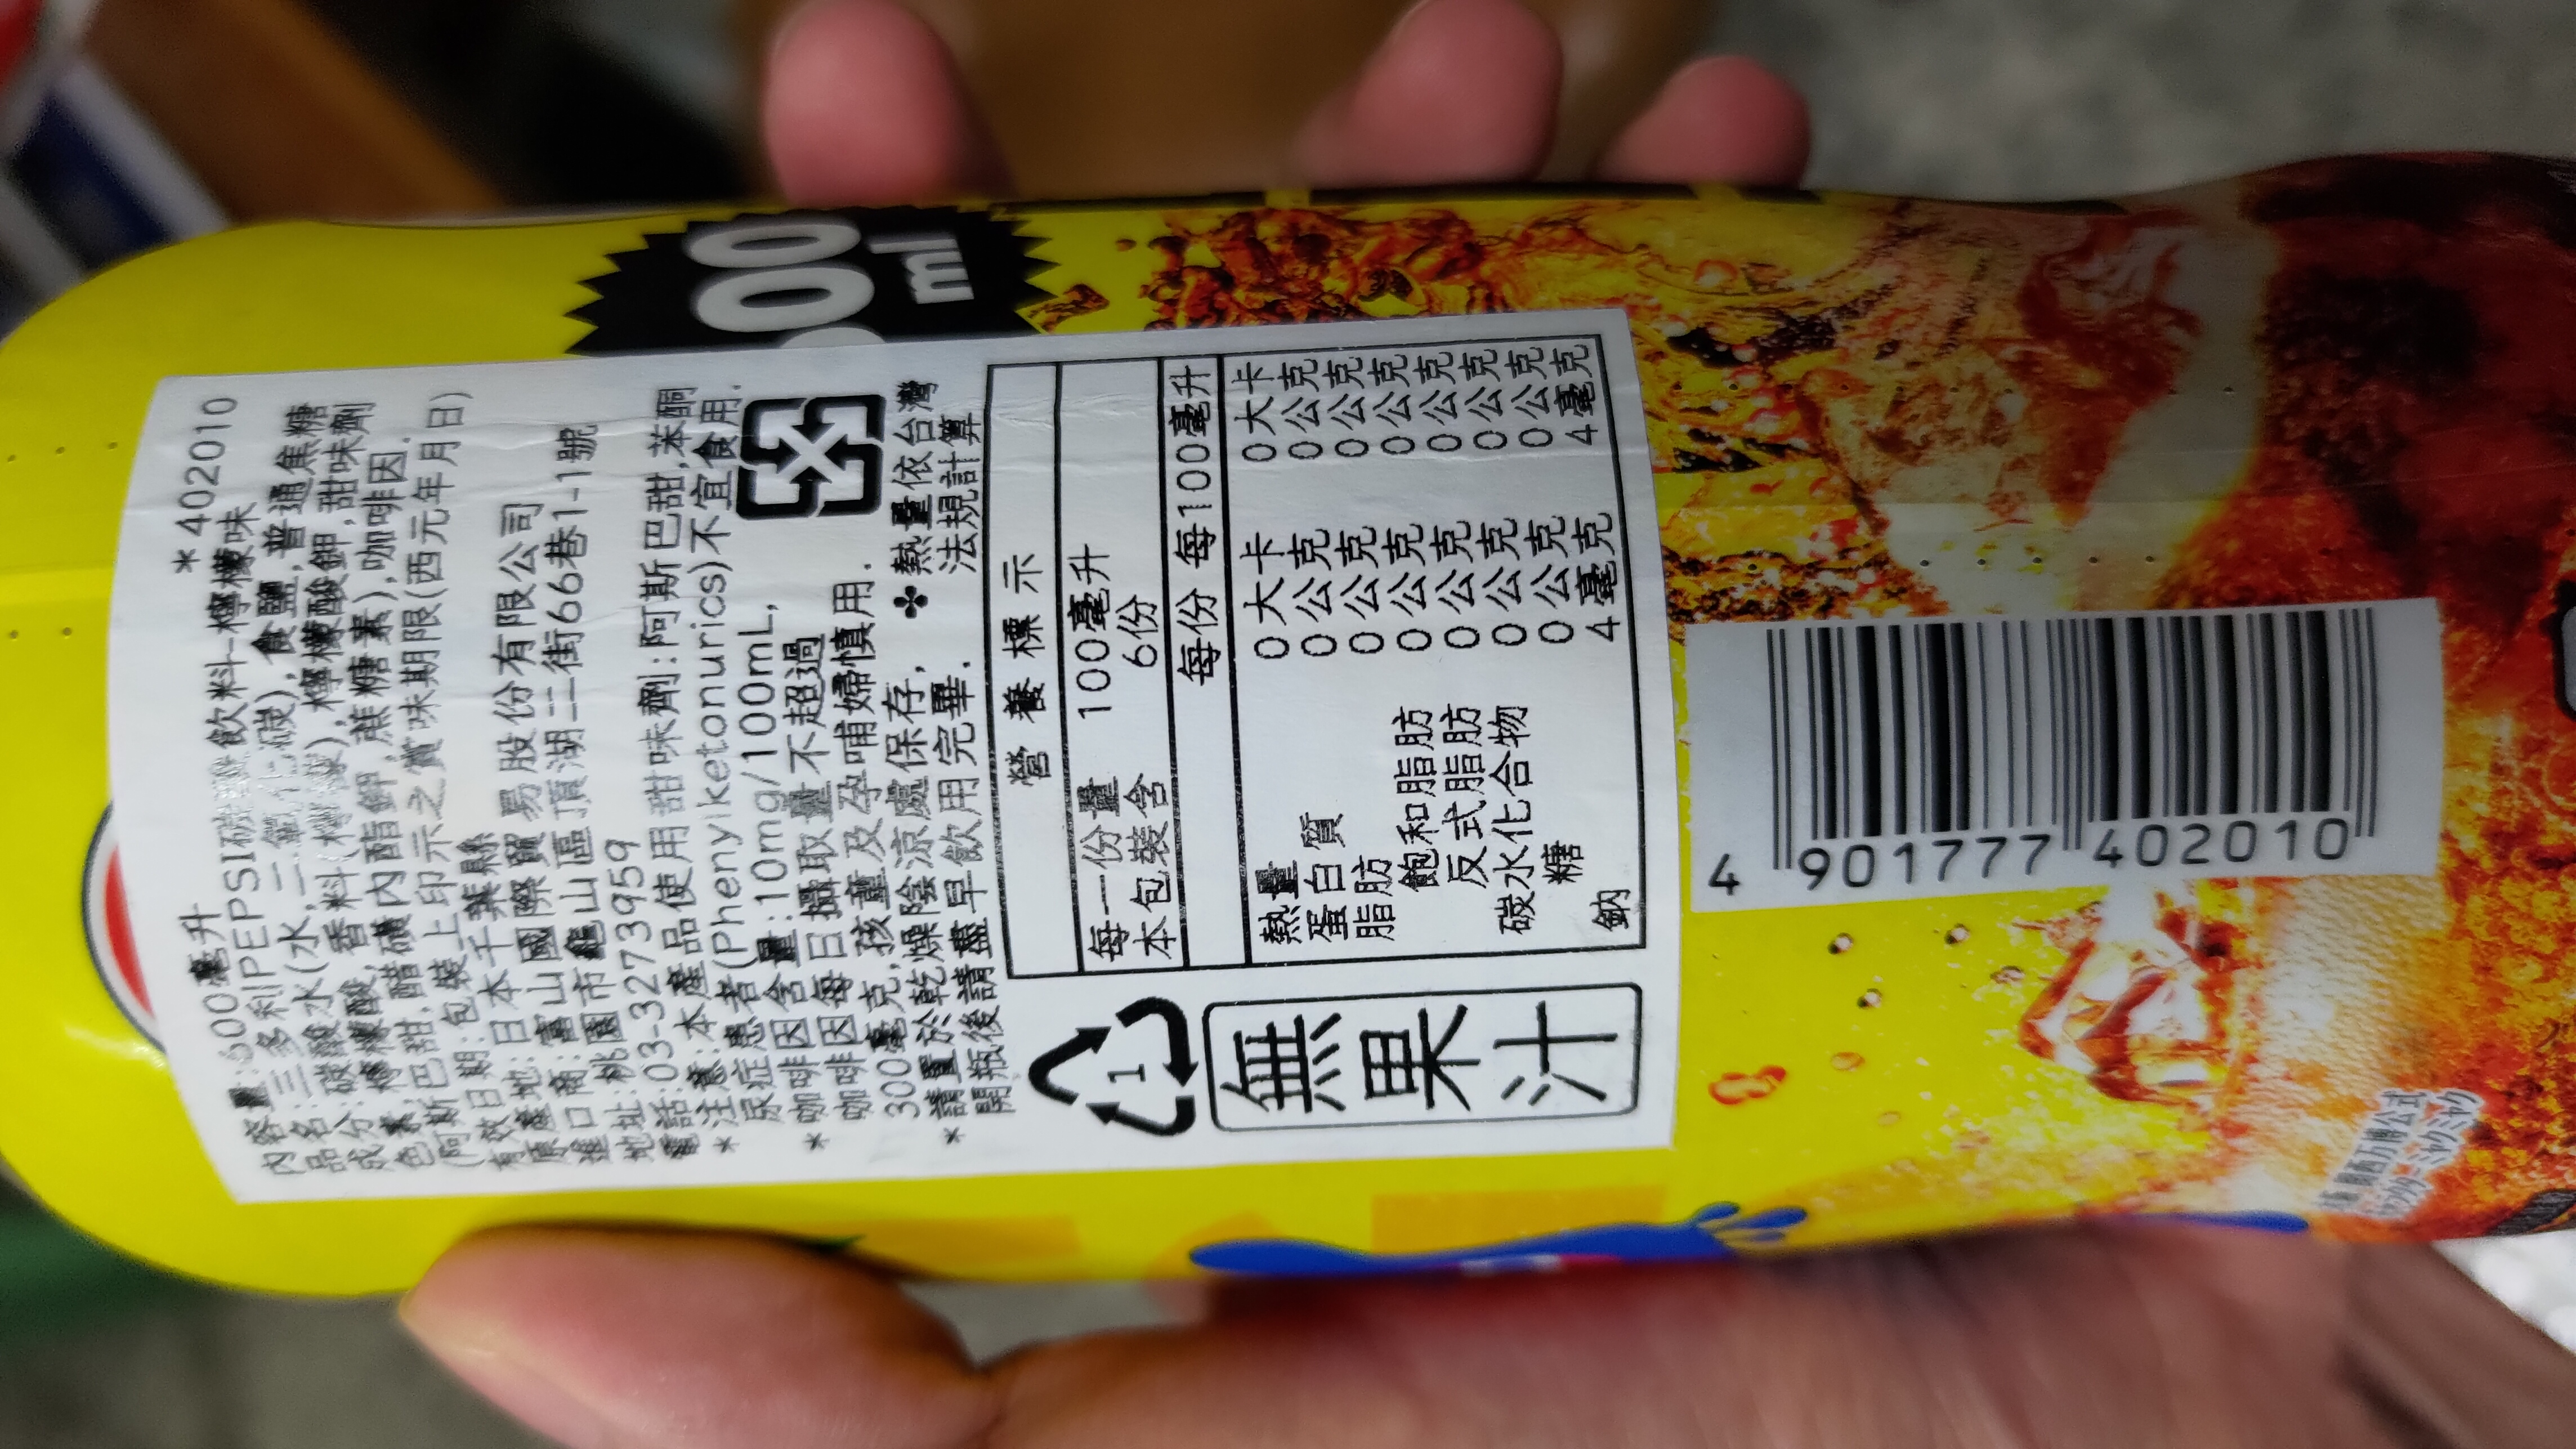 *402010
內容量:600毫升
品名:三多利PEPSI碳酸飲料-檸檬味
成分:碳酸水(水,二氧化碳),食鹽,普通焦糖
色素,香料(檸檬),檸檬酸鉀,甜味劑
(阿斯巴甜,醋磺內酯鉀,蔗糖素),咖啡因.
有效日期:包裝上印示之賞味期限(西元年月日)
原產地:日本千葉縣
進口商:富山國際貿易股份有限公司
地址:桃園市龜山區頂湖二街66巷1-1號
電話:03-3273959
*注意:本產品使用甜味劑:阿斯巴甜,苯酮
尿症患者(Phenylketonurics)不宜食用.
*咖啡因含量:10mg/100mL,
咖啡因每日攝取量不超過
300毫克,孩童及孕哺婦慎用.
*請置於乾燥陰涼處保存,
開瓶後請盡早飲用完畢.
✤熱量依台灣
法規計算
營養標示
每一份量 100毫升
本包裝含 6份
每份 每100毫升
熱量 0大卡 0大卡
蛋白質 0公克 0公克
脂肪 0公克 0公克
飽和脂肪 0公克 0公克
反式脂肪 0公克 0公克
碳水化合物 0公克 0公克
糖 0公克 0公克
鈉 4毫克 4毫克
1
無果汁
00
ml
4 901777 402010